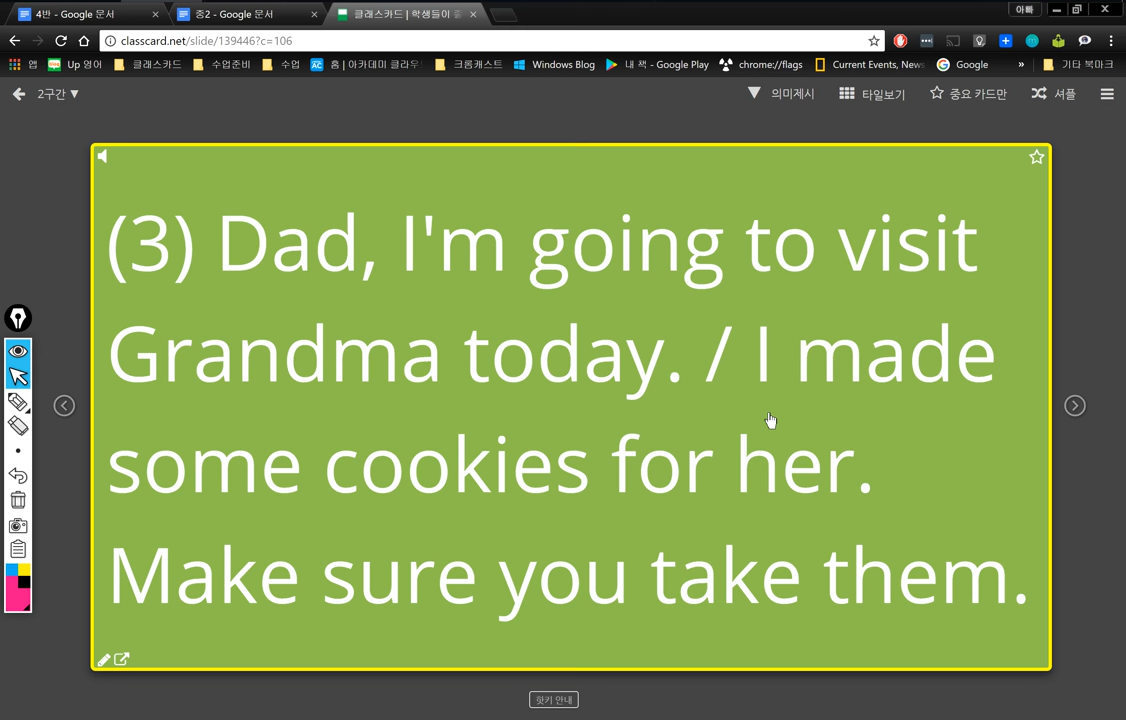 4반 - Google 문서
중2 - Google 문서
클래스카드 | 학생들이
아빠
classcard.net/slide/139446?c=106
앱
Up 영어
클래스카드
수업준비
수업
홈 | 아카데미 클라우
크롬캐스트
Windows Blog
내 책 - Google Play
chrome://flags
Current Events, News
Google
»
기타 북마크
2구간 ▼
의미제시
타일보기
중요 카드만
셔플
(3) Dad, I'm going to visit
Grandma today. / I made
some cookies for her.
Make sure you take them.
핫키 안내